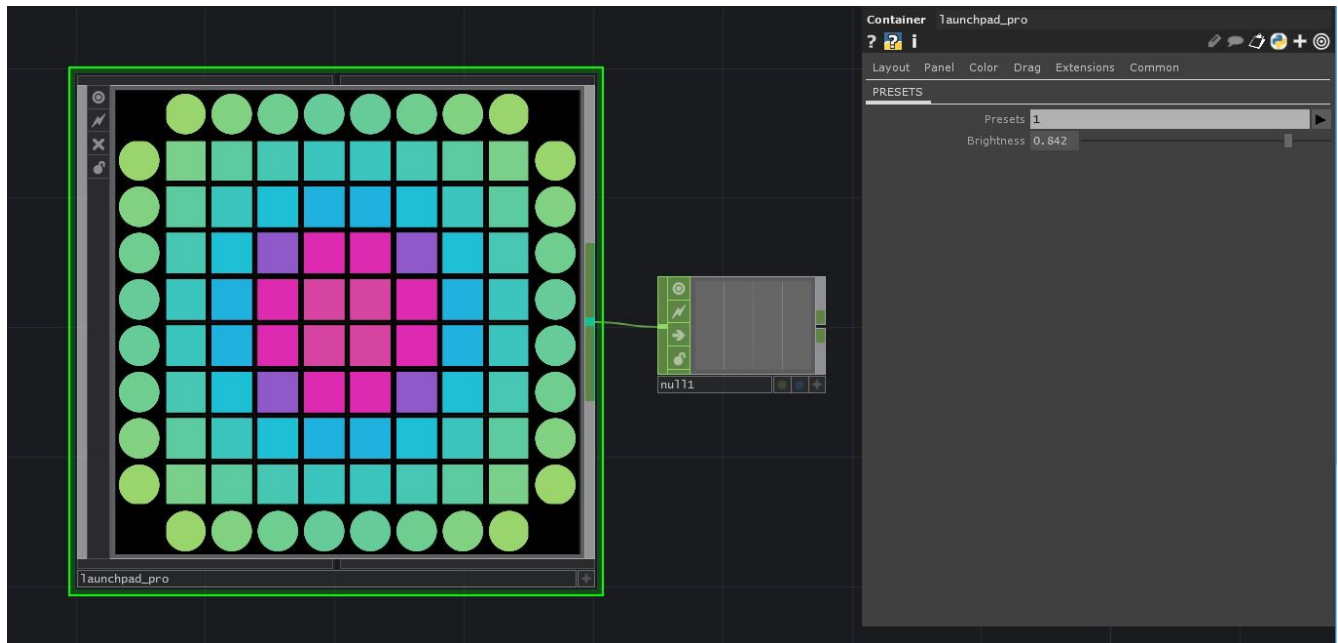 Container launchpad_pro
? ? i
Layout Panel Color Drag Extensions Common
PRESETS
Presets 1
Brightness 0.842
null1
launchpad_pro